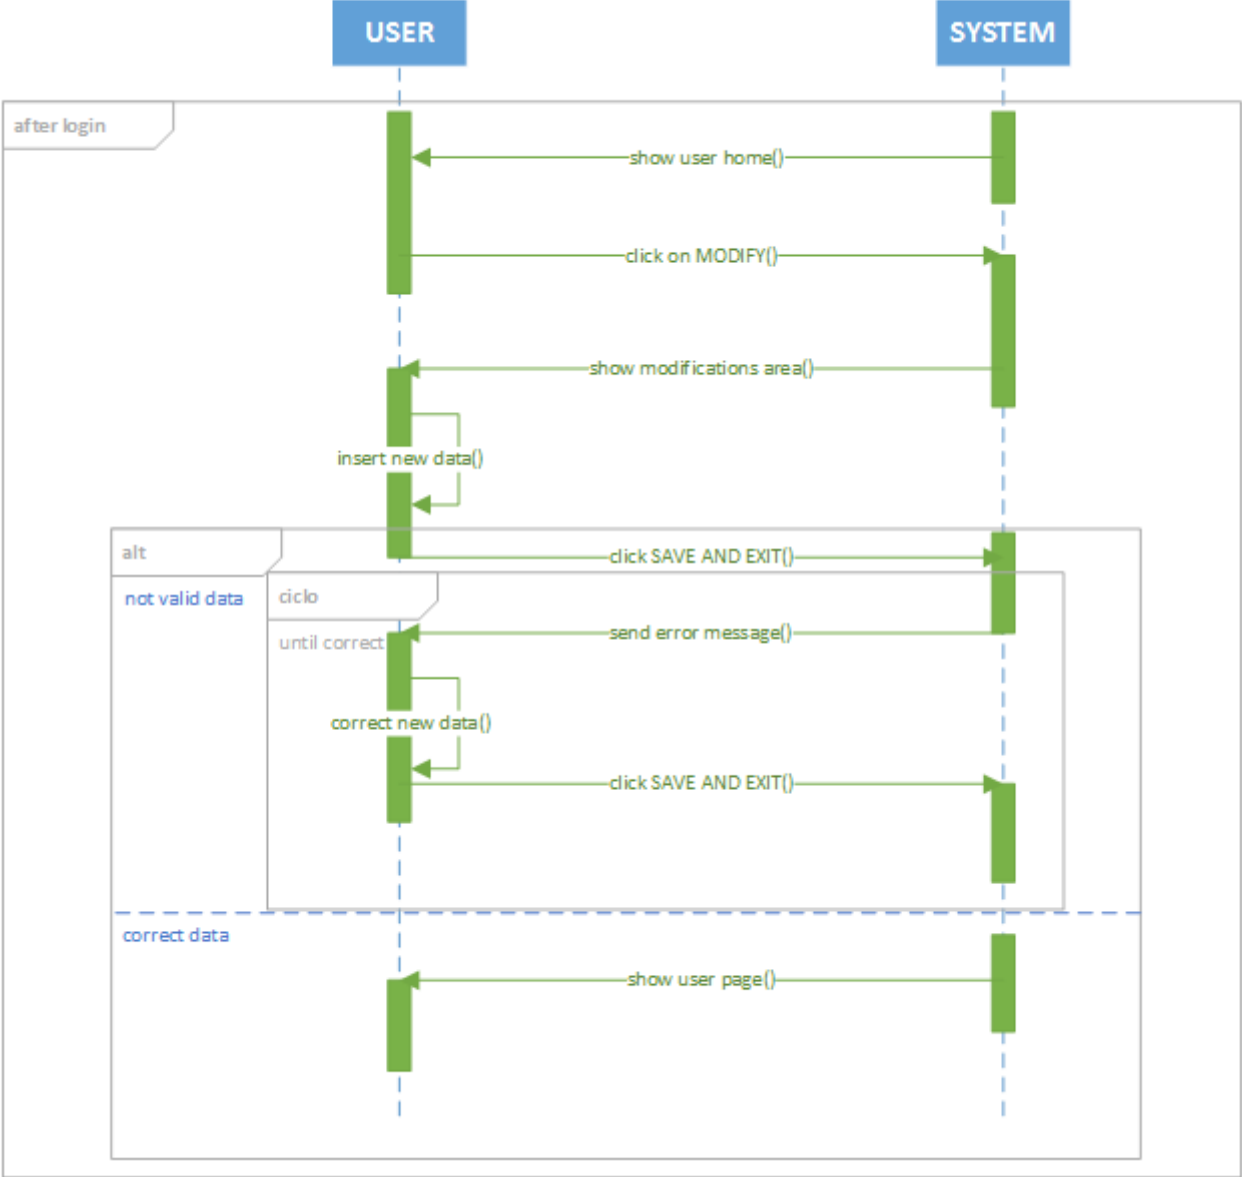 USER
SYSTEM
after login
show user home()
click on MODIFY()
show modifications area()
insert new data()
alt
click SAVE AND EXIT()
not valid data
ciclo
send error message()
until correct
correct new data()
click SAVE AND EXIT()
correct data
show user page()